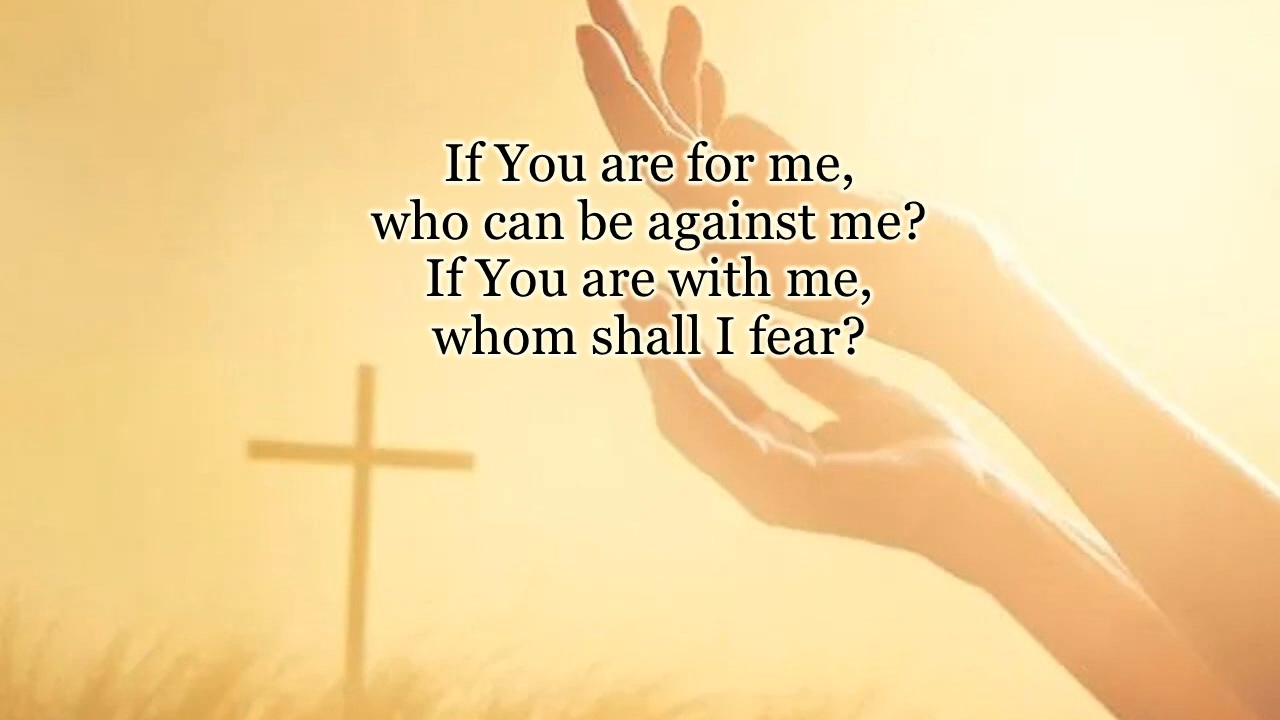 If You are for me,
who can be against me?
If You are with me,
whom shall I fear?